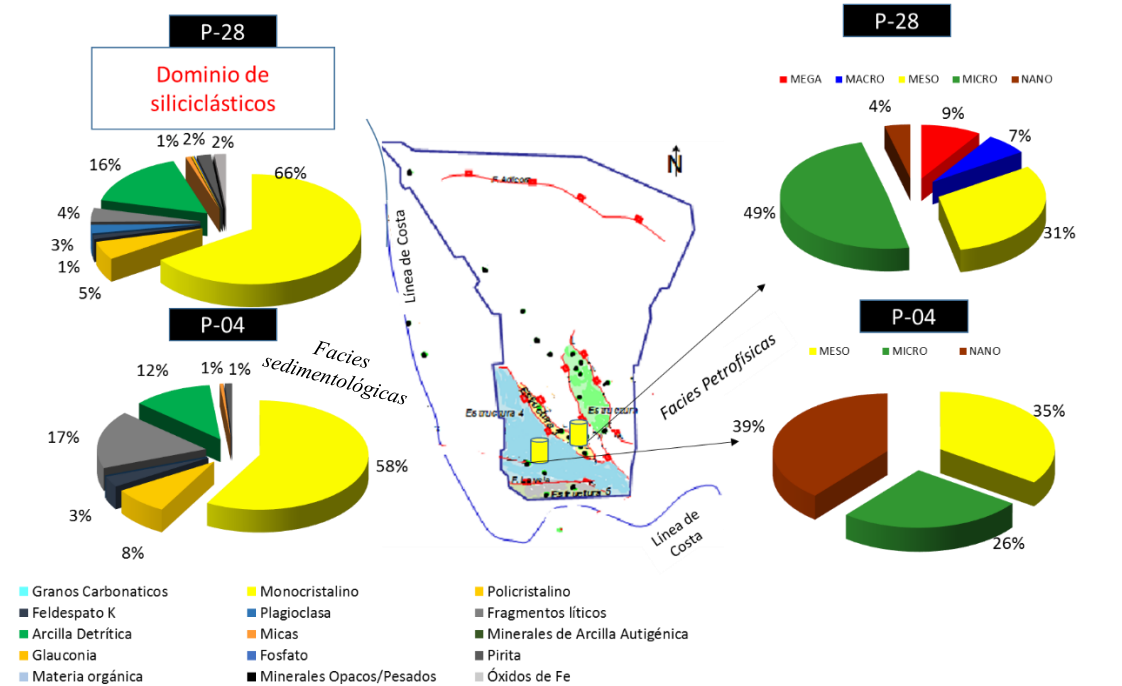 P-28
Dominio de
siliciclásticos
1%
2%
2%
16%
66%
4%
3%
1%
5%
P-04
12%
1%
1%
17%
58%
3%
8%
Facies
sedimentológicas
Línea de Costa
N
F. Adícora
Estructura 4
Estructura
Estructura 5
Línea de
Costa
Facies Petrofísicas
P-28
MEGA MACRO MESO MICRO NANO
4%
9%
7%
49%
31%
P-04
MESO MICRO NANO
39%
35%
26%
Granos Carbonaticos Monocristalino Policristalino
Feldespato K Plagioclasa Fragmentos líticos
Arcilla Detrítica Micas Minerales de Arcilla Autigénica
Glauconia Fosfato Pirita
Materia orgánica Minerales Opacos/Pesados Óxidos de Fe